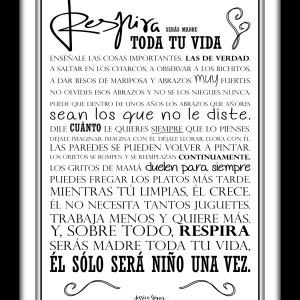 Respira SERÁS MADRE
TODA TU VIDA
ENSÉÑALE LAS COSAS IMPORTANTES. LAS DE VERDAD.
A SALTAR EN LOS CHARCOS, A OBSERVAR A LOS BICHITOS,
A DAR BESOS DE MARIPOSA Y ABRAZOS MUY FUERTES
NO OLVIDES ESOS ABRAZOS Y NO SE LOS NIEGUES NUNCA.
PUEDE QUE DENTRO DE UNOS AÑOS LOS ABRAZOS QUE AÑORES
sean los que no le diste.
DILE CUÁNTO LE QUIERES SIEMPRE QUE LO PIENSES.
DÉJALE IMAGINAR. IMAGINA CON ÉL. DÉJALE LLORAR. LLORA CON ÉL.
LAS PAREDES SE PUEDEN VOLVER A PINTAR.
LOS OBJETOS SE ROMPEN Y SE REEMPLAZAN CONTINUAMENTE.
LOS GRITOS DE MAMÁ duelen para siempre
PUEDES FREGAR LOS PLATOS MÁS TARDE.
MIENTRAS TÚ LIMPIAS, ÉL CRECE.
ÉL NO NECESITA TANTOS JUGUETES.
TRABAJA MENOS Y QUIERE MÁS.
Y, SOBRE TODO, RESPIRA
SERÁS MADRE TODA TU VIDA,
ÉL SÓLO SERÁ NIÑO UNA VEZ.